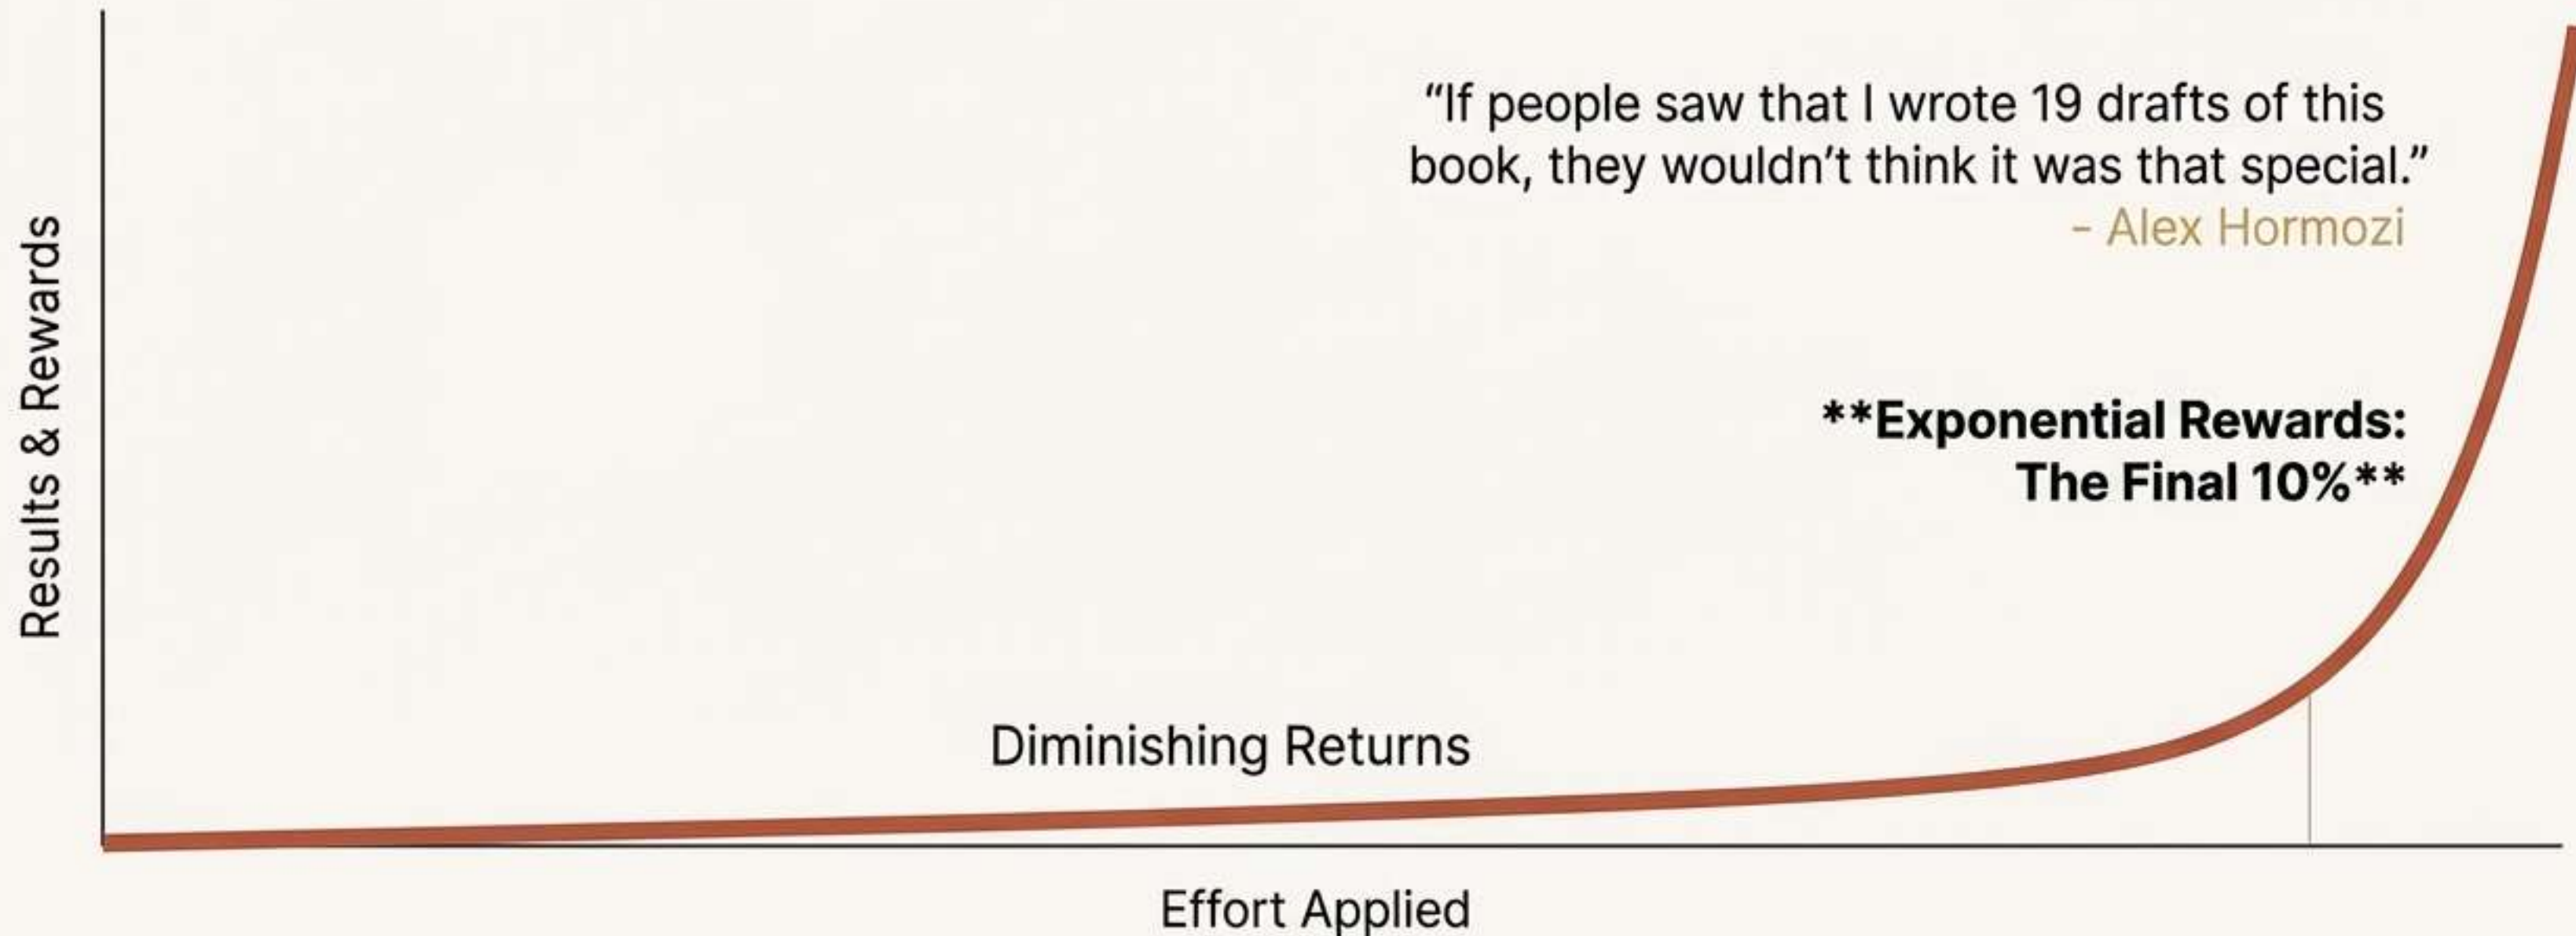 “If people saw that I wrote 19 drafts of this
book, they wouldn’t think it was that special.”
- Alex Hormozi
Results & Rewards
**Exponential Rewards:
The Final 10%**
Diminishing Returns
Effort Applied